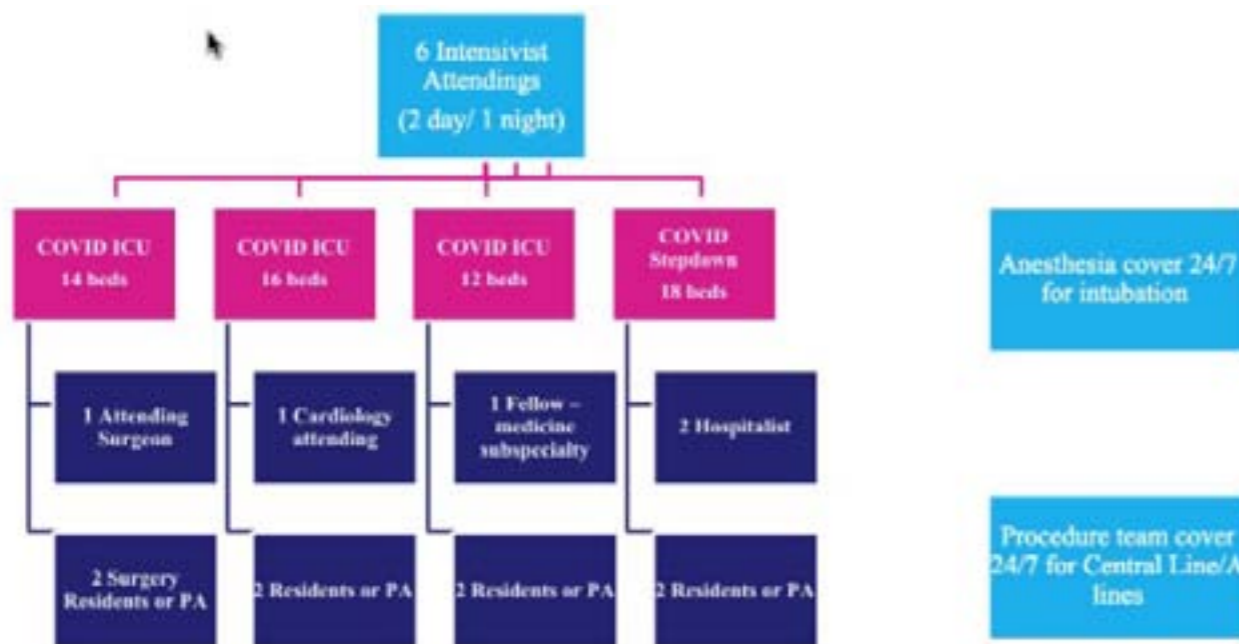 6 Intensivist
Attendings
(2 day/ 1 night)
COVID ICU
14 beds
COVID ICU
16 beds
COVID ICU
12 beds
COVID
Stepdown
18 beds
Anesthesia cover 24/7
for intubation
1 Attending
Surgeon
1 Cardiology
attending
1 Fellow –
medicine
subspecialty
2 Hospitalist
2 Surgery
Residents or PA
2 Residents or PA
2 Residents or PA
2 Residents or PA
Procedure team cover
24/7 for Central Line/A
lines